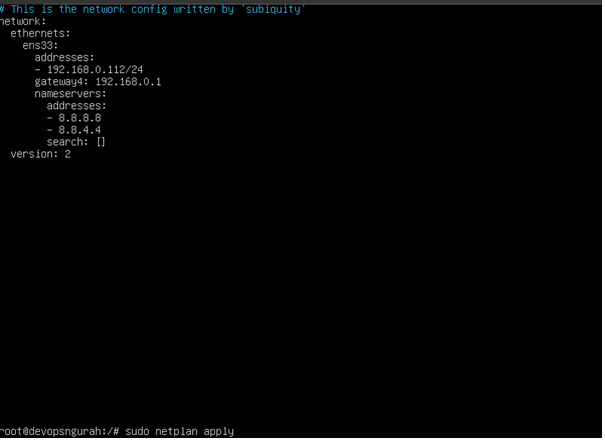 # This is the network config written by 'subiquity'
network:
  ethernets:
    ens33:
      addresses:
      - 192.168.0.112/24
      gateway4: 192.168.0.1
      nameservers:
        addresses:
        - 8.8.8.8
        - 8.8.4.4
        search: []
  version: 2
root@devopsngurah:/# sudo netplan apply